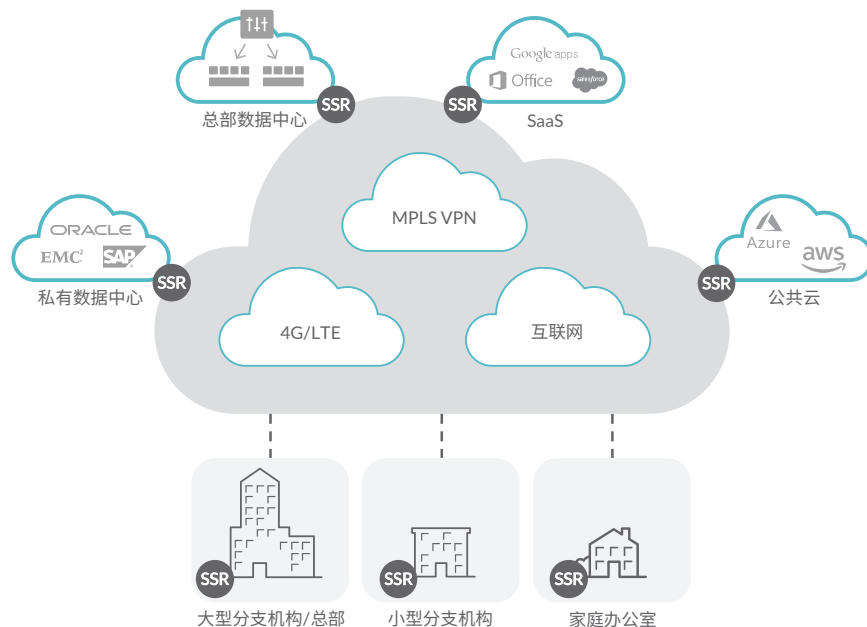 Google apps
Office
salesforce
SSR
SSR
总部数据中心
SaaS
MPLS VPN
ORACLE
EMC²
SAP
Azure
aws
SSR
SSR
私有数据中心
公共云
4G/LTE
互联网
SSR
SSR
SSR
大型分支机构/总部
小型分支机构
家庭办公室